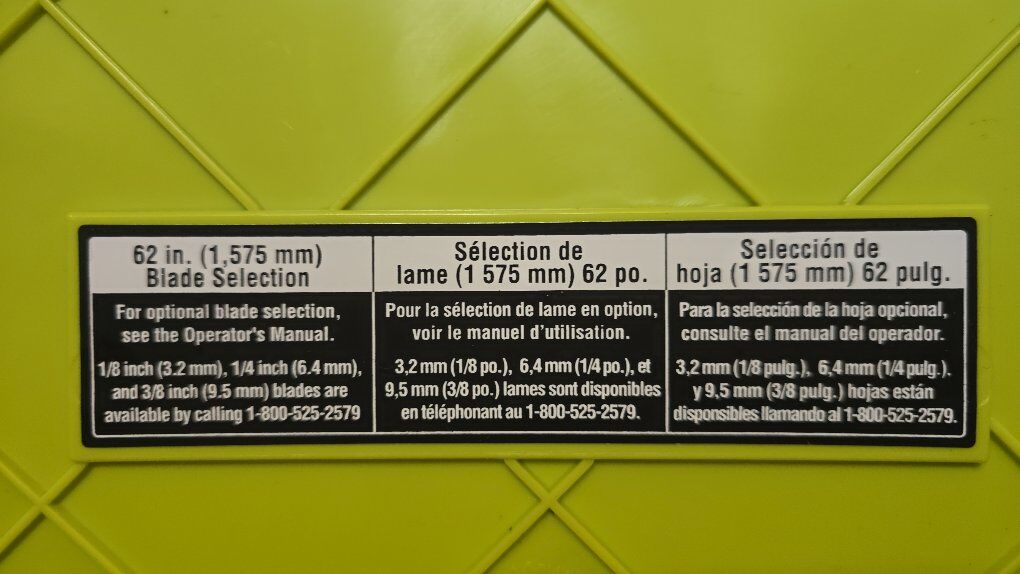 62 in. (1,575 mm)
Blade Selection
For optional blade selection,
see the Operator's Manual.
1/8 inch (3.2 mm), 1/4 inch (6.4 mm),
and 3/8 inch (9.5 mm) blades are
available by calling 1-800-525-2579
Sélection de
lame (1 575 mm) 62 po.
Pour la sélection de lame en option,
voir le manuel d'utilisation.
3,2 mm (1/8 po.), 6,4 mm (1/4 po.), et
9,5 mm (3/8 po.) lames sont disponibles
en téléphonant au 1-800-525-2579.
Selección de
hoja (1 575 mm) 62 pulg.
Para la selección de la hoja opcional,
consulte el manual del operador.
3,2 mm (1/8 pulg.), 6,4 mm (1/4 pulg.).
y 9,5 mm (3/8 pulg.) hojas están
disponsibles llamando al 1-800-525-2579.